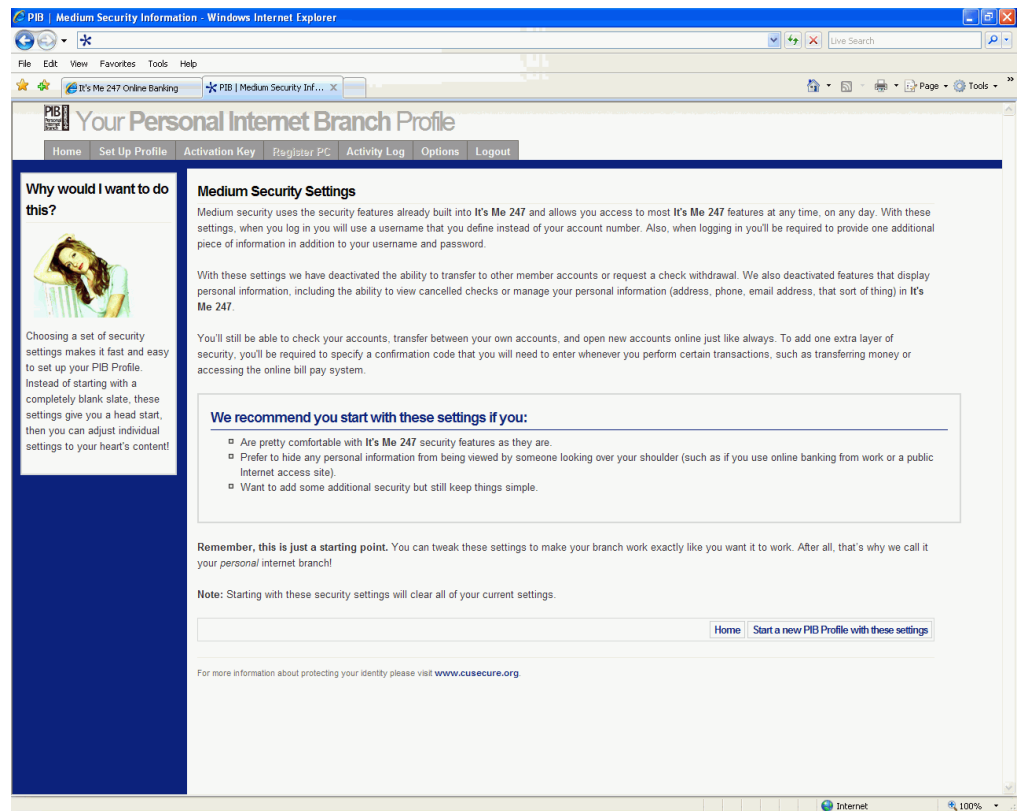 PIB | Medium Security Information - Windows Internet Explorer
Live Search
File Edit View Favorites Tools Help
It's Me 247 Online Banking
PIB | Medium Security Inf... X
Page
Tools
»
PIB
Your Personal Internet Branch Profile
Home Set Up Profile Activation Key Register PC Activity Log Options Logout
Why would I want to do
this?
Choosing a set of security
settings makes it fast and easy
to set up your PIB Profile.
Instead of starting with a
completely blank slate, these
settings give you a head start,
then you can adjust individual
settings to your heart's content!
Medium Security Settings
Medium security uses the security features already built into It's Me 247 and allows you access to most It's Me 247 features at any time, on any day. With these
settings, when you log in you will use a username that you define instead of your account number. Also, when logging in you'll be required to provide one additional
piece of information in addition to your username and password.
With these settings we have deactivated the ability to transfer to other member accounts or request a check withdrawal. We also deactivated features that display
personal information, including the ability to view cancelled checks or manage your personal information (address, phone, email address, that sort of thing) in It's
Me 247.
You'll still be able to check your accounts, transfer between your own accounts, and open new accounts online just like always. To add one extra layer of
security, you'll be required to specify a confirmation code that you will need to enter whenever you perform certain transactions, such as transferring money or
accessing the online bill pay system.
We recommend you start with these settings if you:
Are pretty comfortable with It's Me 247 security features as they are.
Prefer to hide any personal information from being viewed by someone looking over your shoulder (such as if you use online banking from work or a public
Internet access site).
Want to add some additional security but still keep things simple.
Remember, this is just a starting point. You can tweak these settings to make your branch work exactly like you want it to work. After all, that's why we call it
your personal internet branch!
Note: Starting with these security settings will clear all of your current settings.
Home Start a new PIB Profile with these settings
For more information about protecting your identity please visit www.cusecure.org.
Internet
100%